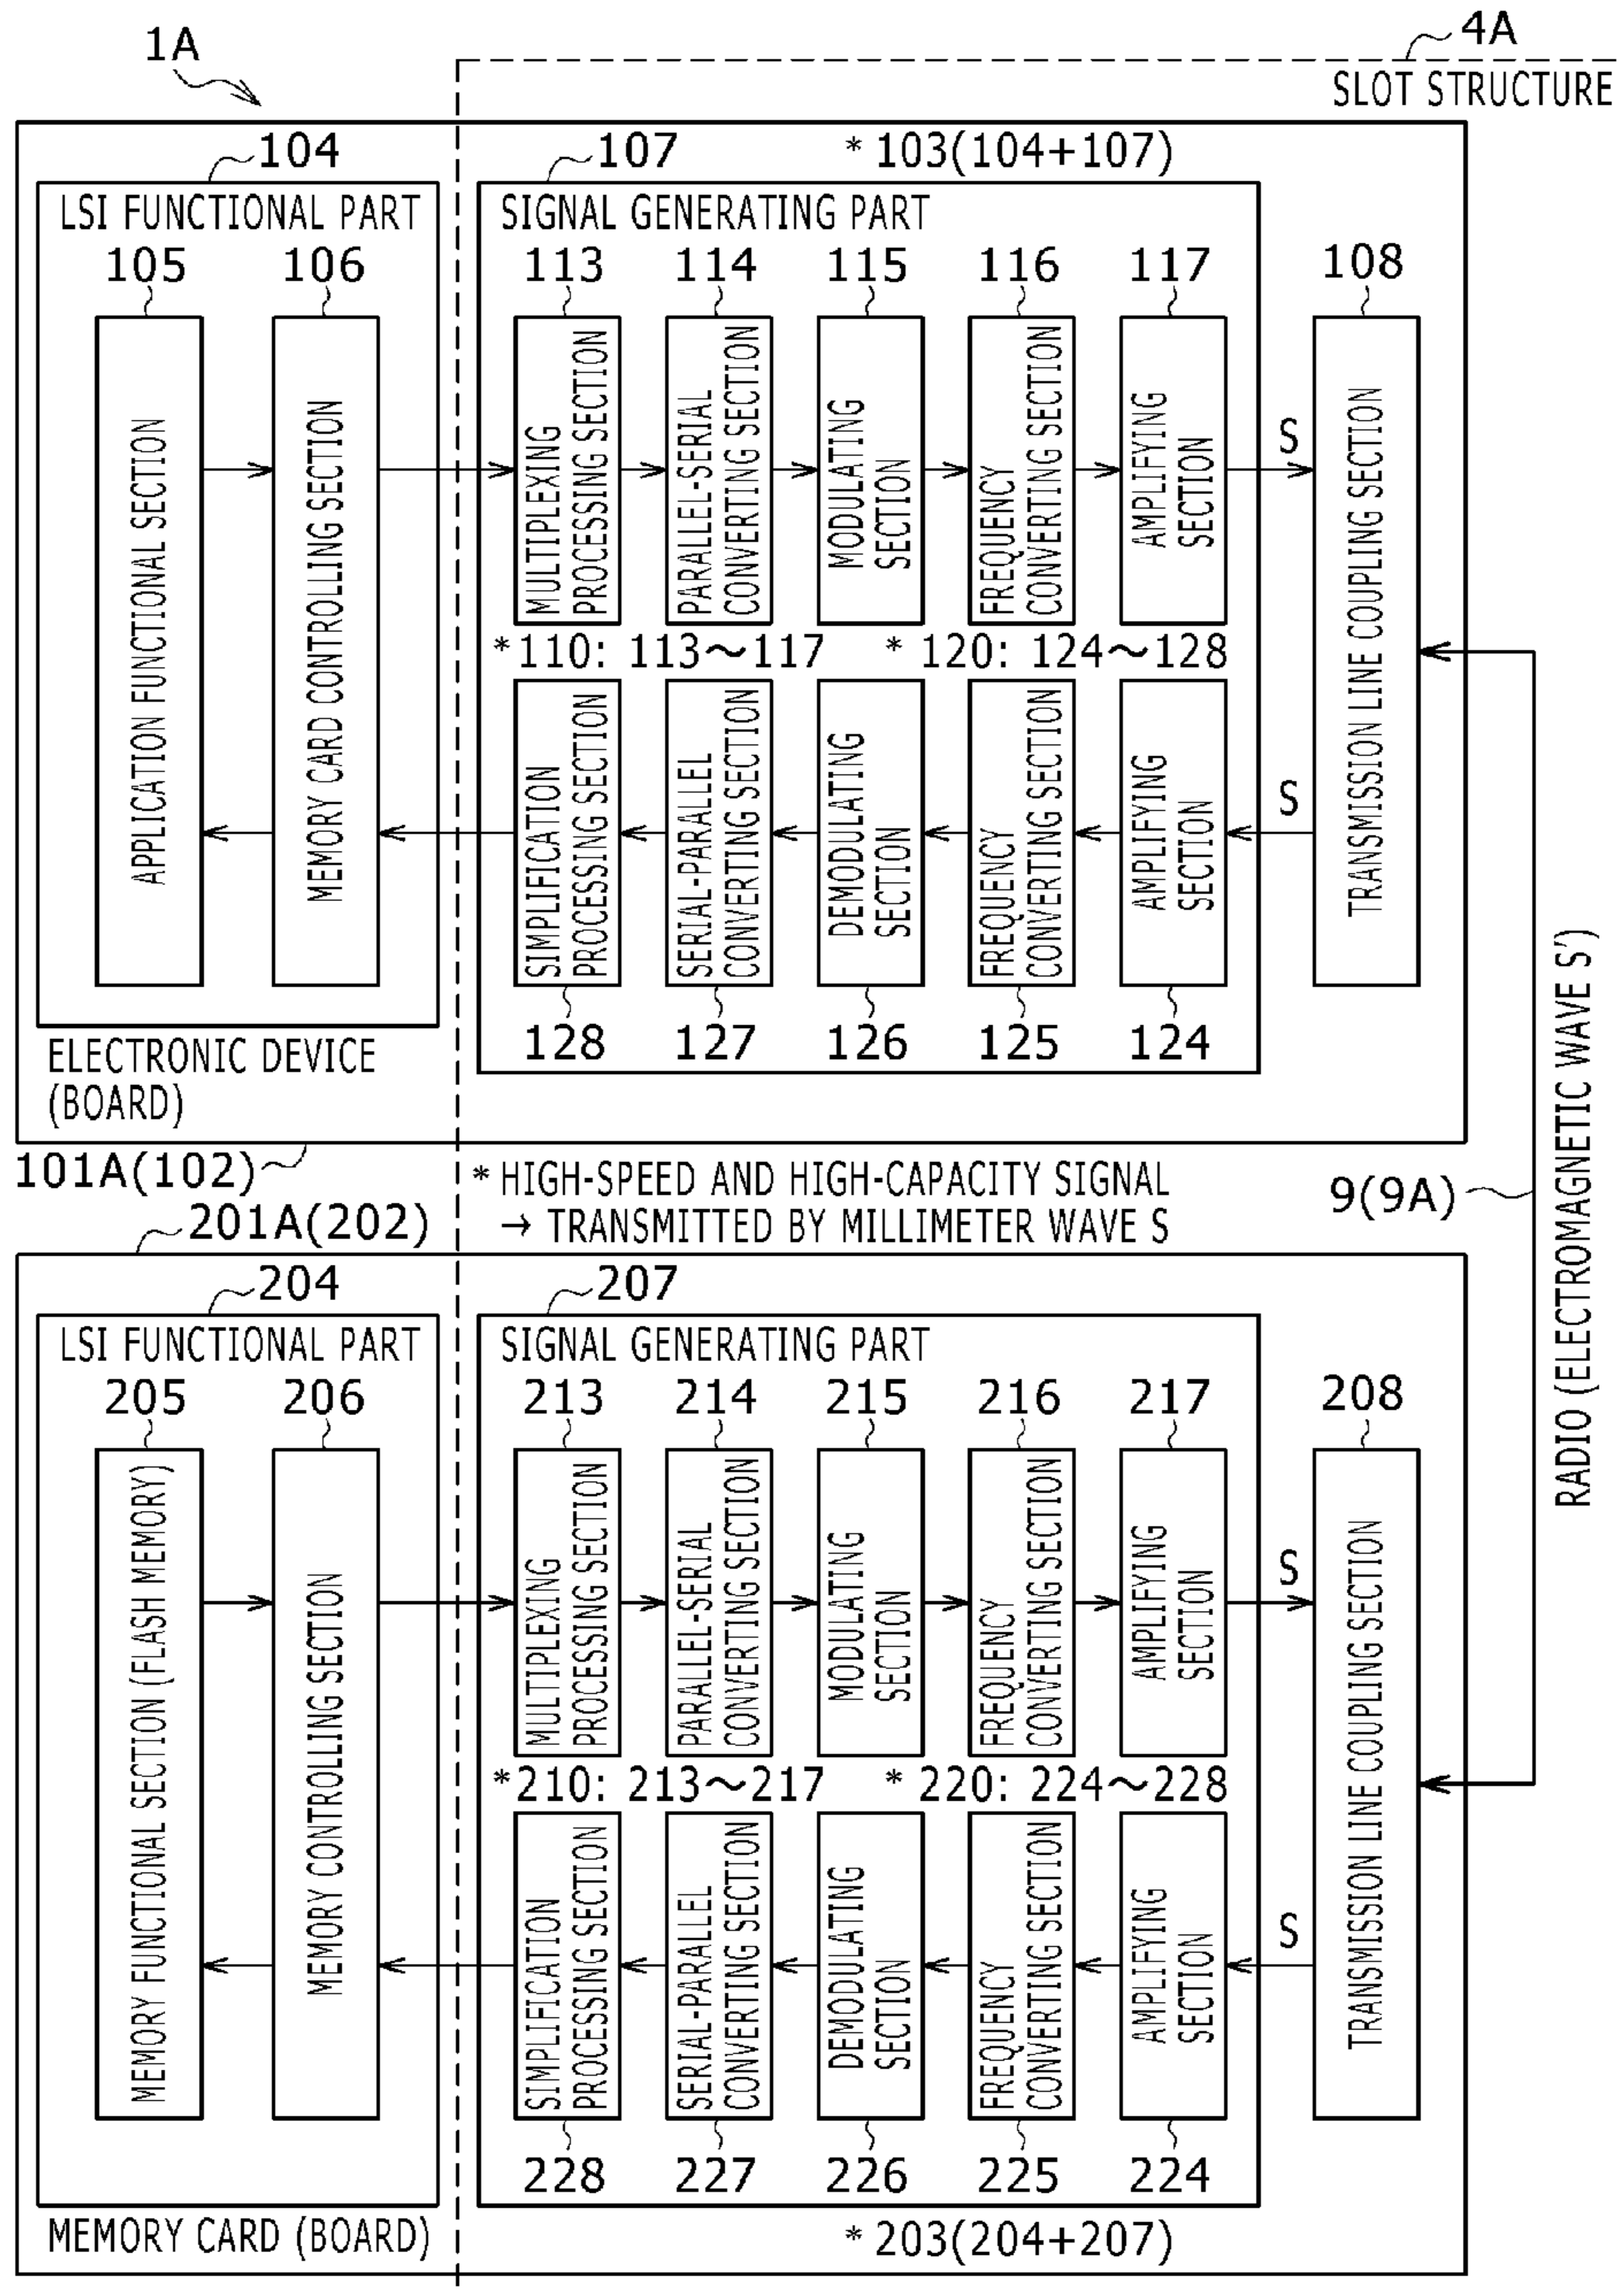 1A
4A
SLOT STRUCTURE
104
107
* 103(104+107)
LSI FUNCTIONAL PART
SIGNAL GENERATING PART
105
106
113
114
115
116
117
108
APPLICATION FUNCTIONAL SECTION
MEMORY CARD CONTROLLING SECTION
MULTIPLEXING
PROCESSING SECTION
PARALLEL-SERIAL
CONVERTING SECTION
MODULATING
SECTION
FREQUENCY
CONVERTING SECTION
AMPLIFYING
SECTION
S
TRANSMISSION LINE COUPLING SECTION
* 110: 113～117
* 120: 124～128
SIMPLIFICATION
PROCESSING SECTION
SERIAL-PARALLEL
CONVERTING SECTION
DEMODULATING
SECTION
FREQUENCY
CONVERTING SECTION
AMPLIFYING
SECTION
S
128
127
126
125
124
ELECTRONIC DEVICE
(BOARD)
101A(102)
* HIGH-SPEED AND HIGH-CAPACITY SIGNAL
→ TRANSMITTED BY MILLIMETER WAVE S
9(9A)
RADIO (ELECTROMAGNETIC WAVE S')
201A(202)
204
207
LSI FUNCTIONAL PART
SIGNAL GENERATING PART
205
206
213
214
215
216
217
208
MEMORY FUNCTIONAL SECTION (FLASH MEMORY)
MEMORY CONTROLLING SECTION
MULTIPLEXING
PROCESSING SECTION
PARALLEL-SERIAL
CONVERTING SECTION
MODULATING
SECTION
FREQUENCY
CONVERTING SECTION
AMPLIFYING
SECTION
S
TRANSMISSION LINE COUPLING SECTION
* 210: 213～217
* 220: 224～228
SIMPLIFICATION
PROCESSING SECTION
SERIAL-PARALLEL
CONVERTING SECTION
DEMODULATING
SECTION
FREQUENCY
CONVERTING SECTION
AMPLIFYING
SECTION
S
228
227
226
225
224
MEMORY CARD (BOARD)
* 203(204+207)